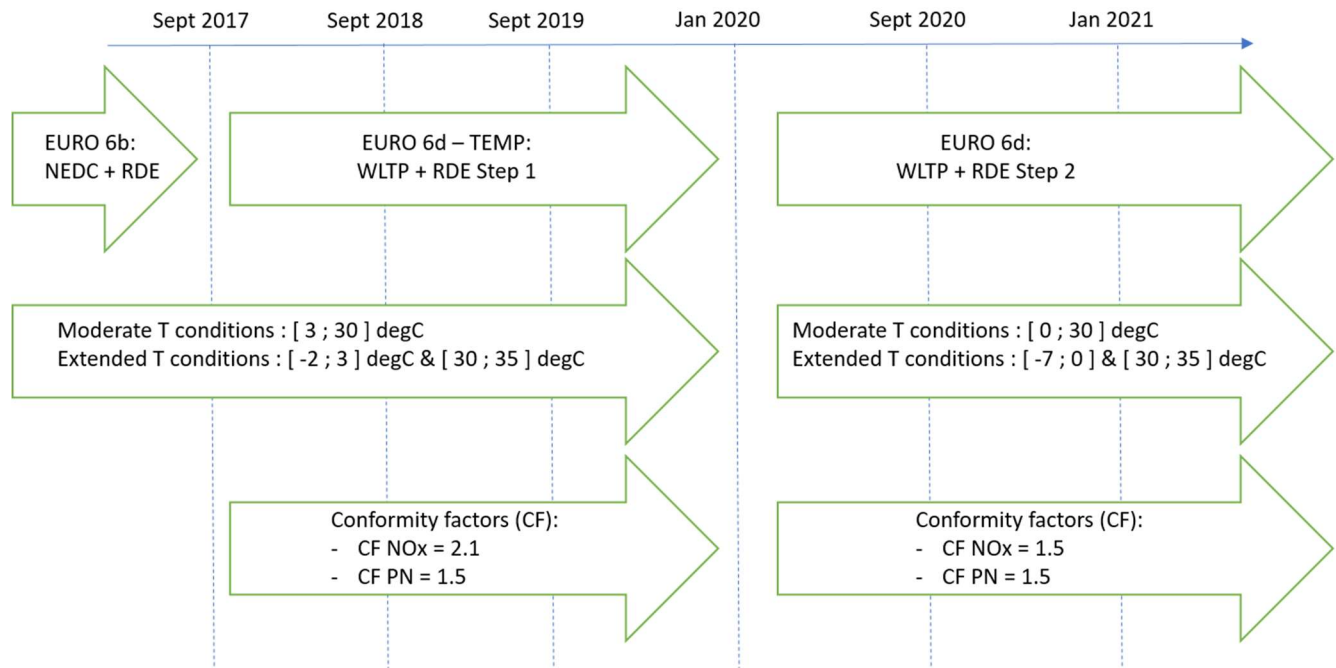 Sept 2017
Sept 2018
Sept 2019
Jan 2020
Sept 2020
Jan 2021
EURO 6b:
NEDC + RDE
EURO 6d – TEMP:
WLTP + RDE Step 1
EURO 6d:
WLTP + RDE Step 2
Moderate T conditions : [ 3 ; 30 ] degC
Extended T conditions : [ -2 ; 3 ] degC & [ 30 ; 35 ] degC
Moderate T conditions : [ 0 ; 30 ] degC
Extended T conditions : [ -7 ; 0 ] & [ 30 ; 35 ] degC
Conformity factors (CF):
- CF NOx = 2.1
- CF PN = 1.5
Conformity factors (CF):
- CF NOx = 1.5
- CF PN = 1.5